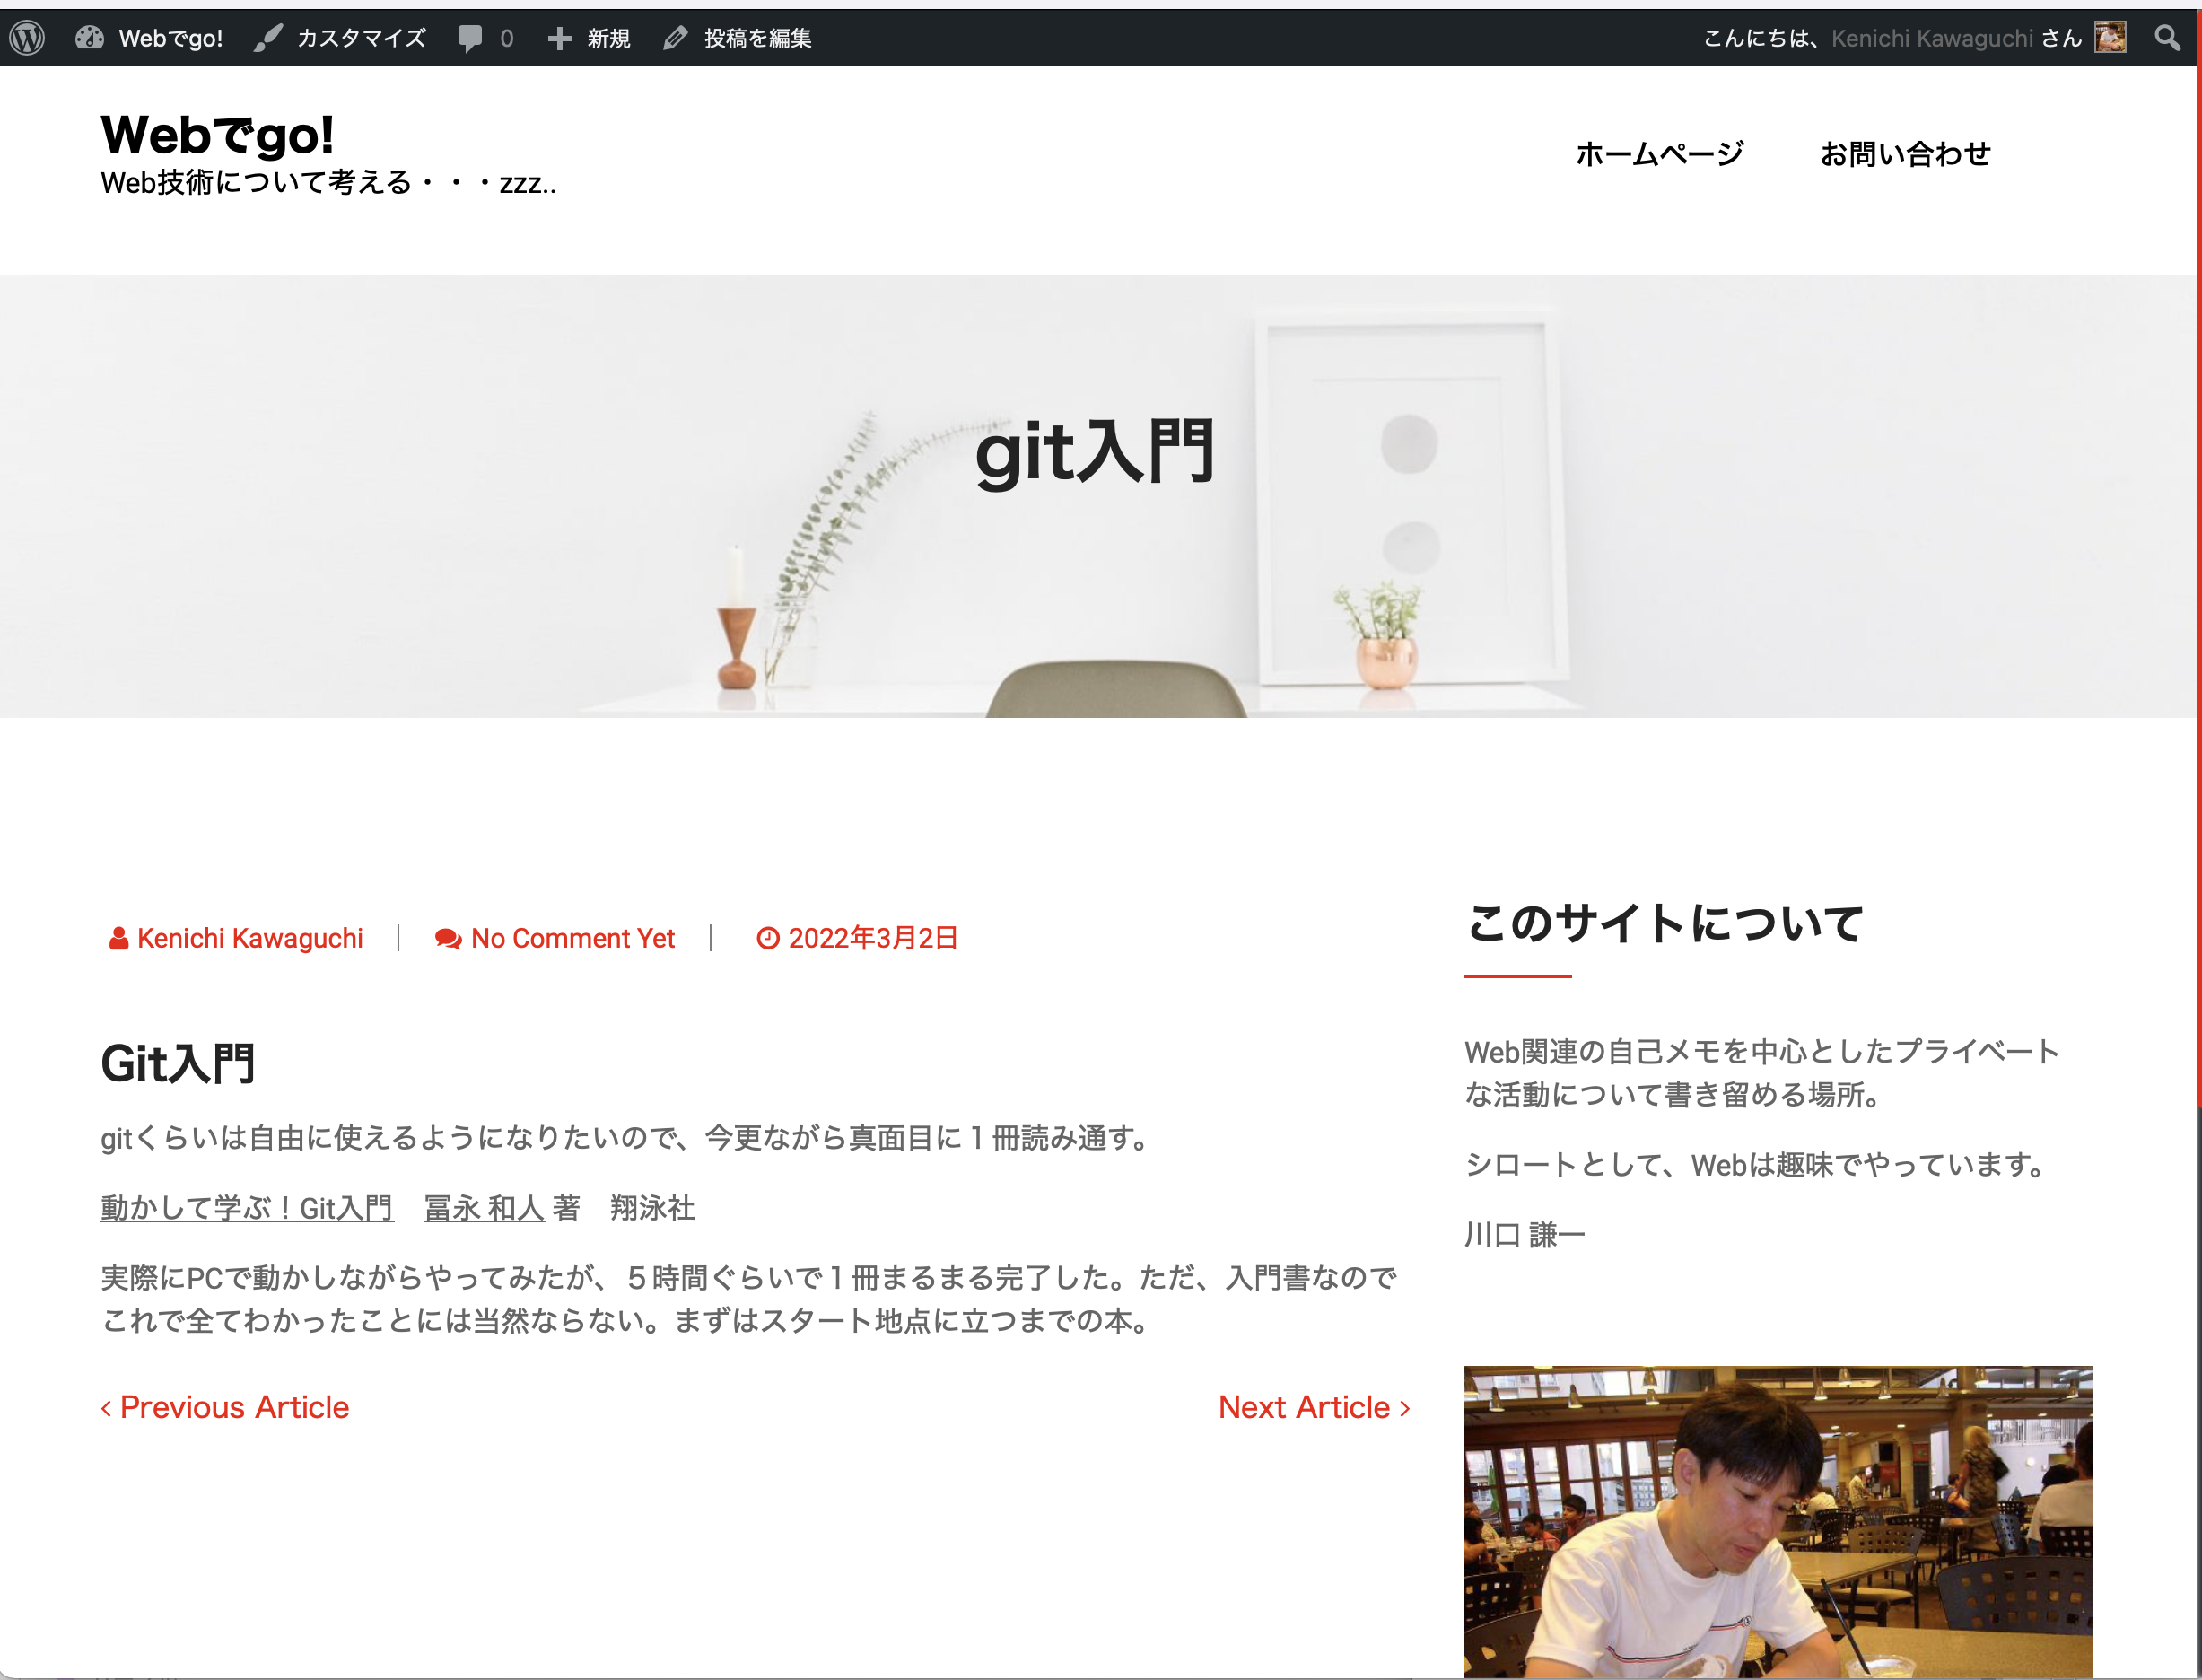 Webでgo! カスタマイズ 0 新規 投稿を編集 こんにちは、Kenichi Kawaguchi さん
Webでgo!
Web技術について考える・・・zzz..
ホームページ お問い合わせ
git入門
Kenichi Kawaguchi | No Comment Yet | 2022年3月2日
Git入門
gitくらいは自由に使えるようになりたいので、今更ながら真面目に１冊読み通す。
動かして学ぶ！Git入門　冨永 和人 著　翔泳社
実際にPCで動かしながらやってみたが、５時間ぐらいで１冊まるまる完了した。ただ、入門書なので
これで全てわかったことには当然ならない。まずはスタート地点に立つまでの本。
‹ Previous Article Next Article ›
このサイトについて
Web関連の自己メモを中心としたプライベート
な活動について書き留める場所。
シロートとして、Webは趣味でやっています。
川口 謙一